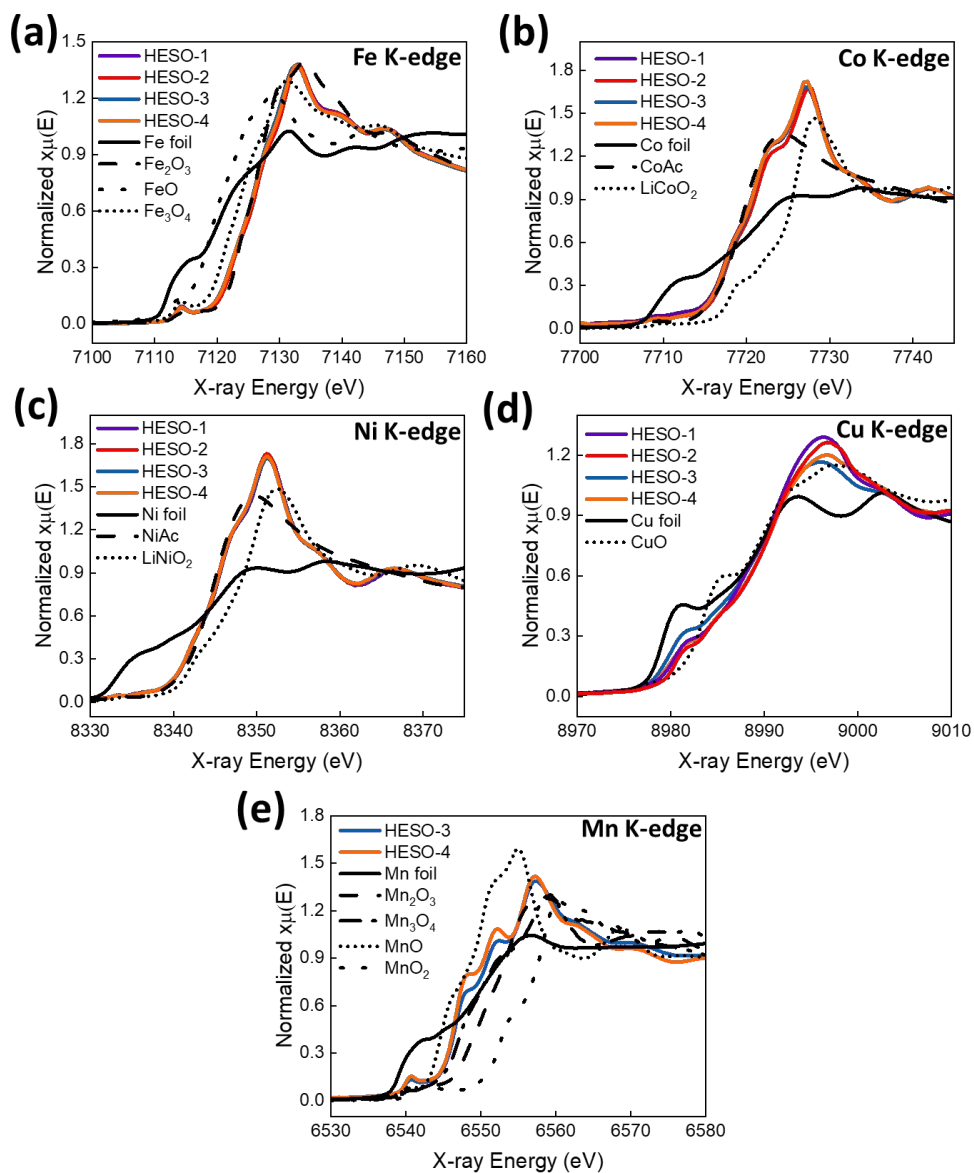 (a)
Fe K-edge
HESO-1
HESO-2
HESO-3
HESO-4
Fe foil
Fe₂O₃
FeO
Fe₃O₄
1.5
1.2
0.9
0.6
0.3
0.0
Normalized xμ(E)
7100 7110 7120 7130 7140 7150 7160
X-ray Energy (eV)
(b)
Co K-edge
HESO-1
HESO-2
HESO-3
HESO-4
Co foil
CoAc
LiCoO₂
1.8
1.5
1.2
0.9
0.6
0.3
0.0
Normalized xμ(E)
7700 7710 7720 7730 7740
X-ray Energy (eV)
(c)
Ni K-edge
HESO-1
HESO-2
HESO-3
HESO-4
Ni foil
NiAc
LiNiO₂
1.8
1.5
1.2
0.9
0.6
0.3
0.0
Normalized xμ(E)
8330 8340 8350 8360 8370
X-ray Energy (eV)
(d)
Cu K-edge
HESO-1
HESO-2
HESO-3
HESO-4
Cu foil
CuO
1.2
0.9
0.6
0.3
0.0
Normalized xμ(E)
8970 8980 8990 9000 9010
X-ray Energy (eV)
(e)
Mn K-edge
HESO-3
HESO-4
Mn foil
Mn₂O₃
Mn₃O₄
MnO
MnO₂
1.8
1.5
1.2
0.9
0.6
0.3
0.0
Normalized xμ(E)
6530 6540 6550 6560 6570 6580
X-ray Energy (eV)